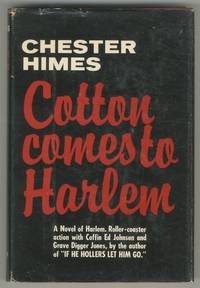 CHESTER
HIMES
Cotton
comes to
Harlem
A Novel of Harlem. Roller-coaster
action with Coffin Ed Johnson and
Grave Digger Jones, by the author
of "IF HE HOLLERS LET HIM GO."